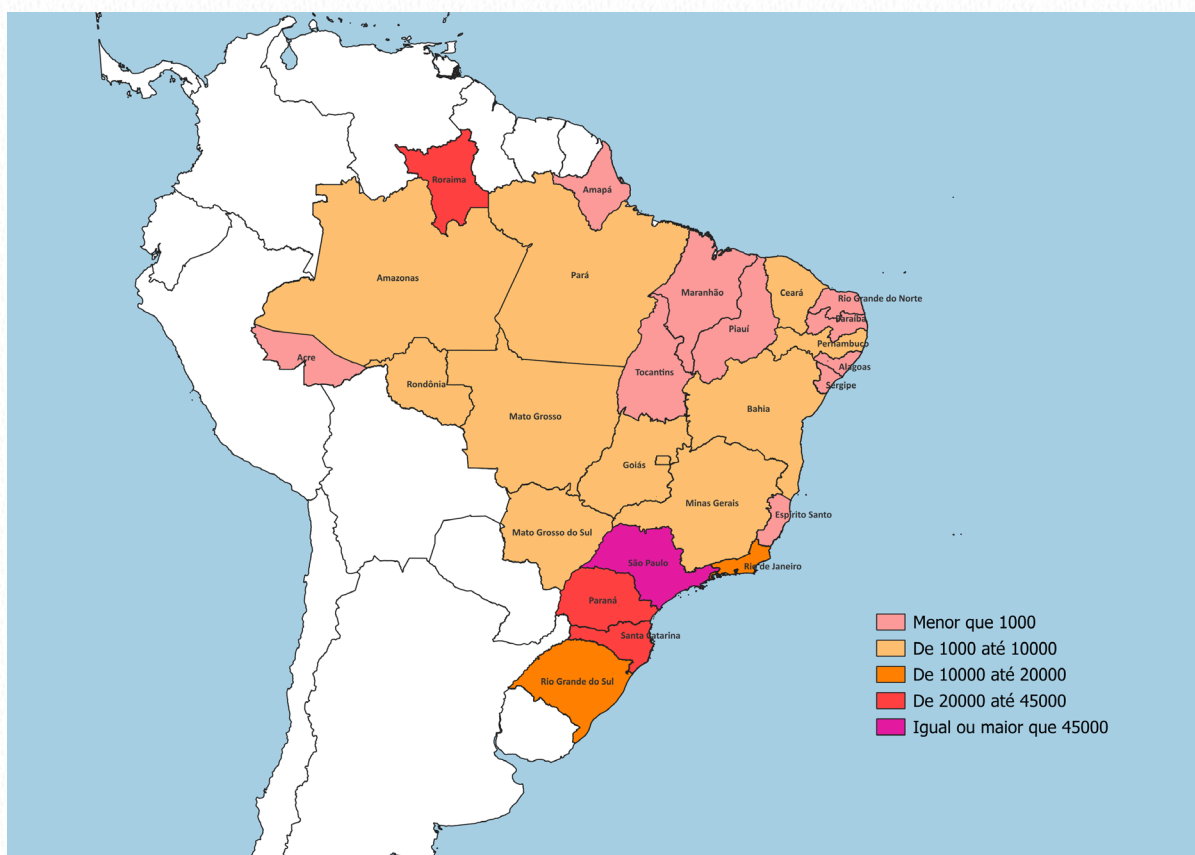 Roraima
Amapá
Amazonas
Pará
Maranhão
Ceará
Rio Grande do Norte
Paraíba
Piauí
Pernambuco
Acre
Alagoas
Tocantins
Sergipe
Rondônia
Bahia
Mato Grosso
Goiás
Minas Gerais
Espírito Santo
Mato Grosso do Sul
São Paulo
Rio de Janeiro
Paraná
Santa Catarina
Rio Grande do Sul
Menor que 1000
De 1000 até 10000
De 10000 até 20000
De 20000 até 45000
Igual ou maior que 45000